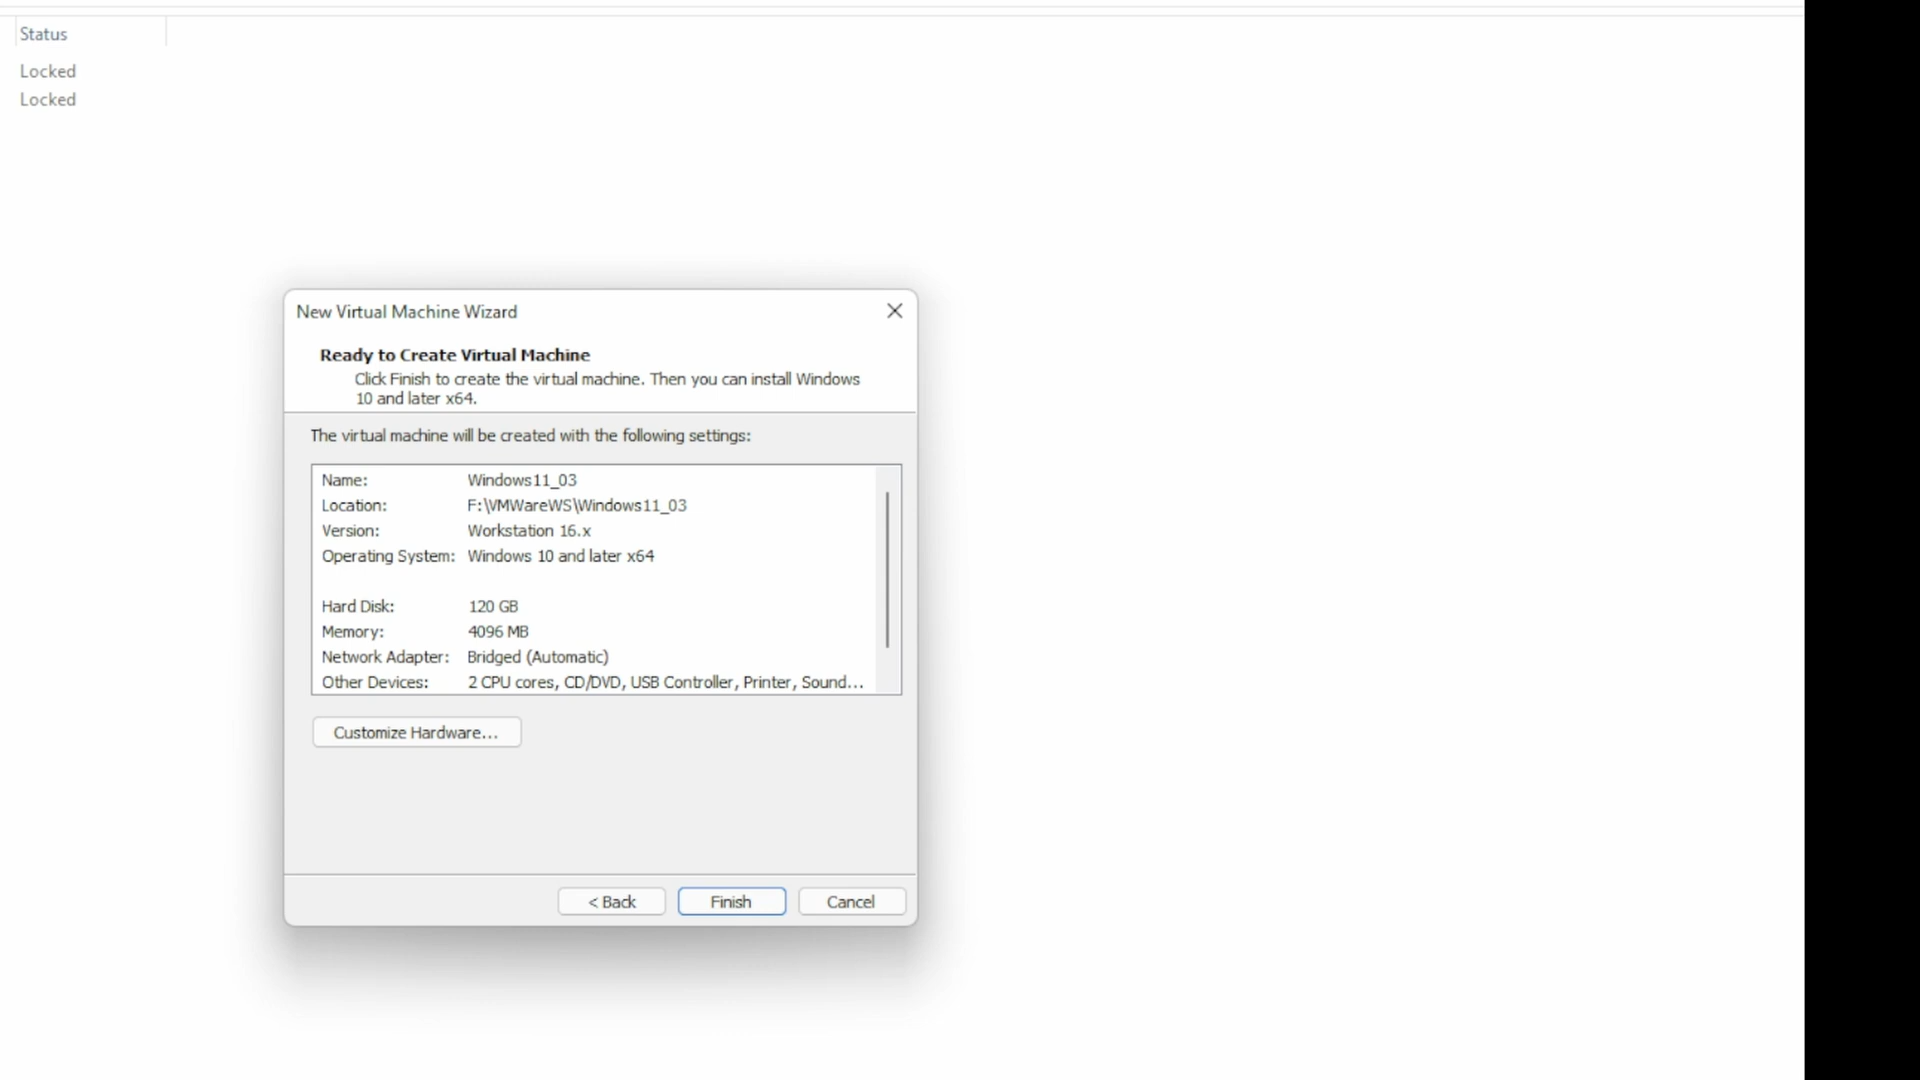 Status
Locked
Locked
New Virtual Machine Wizard
Ready to Create Virtual Machine
Click Finish to create the virtual machine. Then you can install Windows
10 and later x64.
The virtual machine will be created with the following settings:
Name: Windows11_03
Location: F:\VMWareWS\Windows11_03
Version: Workstation 16.x
Operating System: Windows 10 and later x64
Hard Disk: 120 GB
Memory: 4096 MB
Network Adapter: Bridged (Automatic)
Other Devices: 2 CPU cores, CD/DVD, USB Controller, Printer, Sound...
Customize Hardware...
< Back Finish Cancel